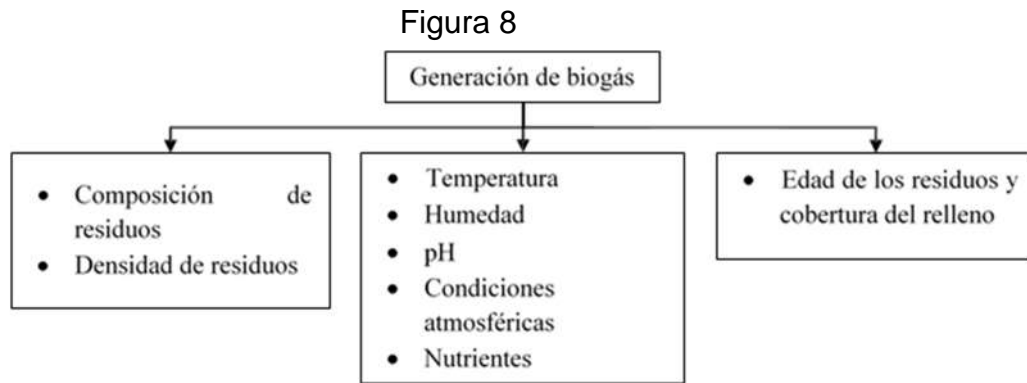 Figura 8
Generación de biogás
• Composición de
residuos
• Densidad de residuos
• Temperatura
• Humedad
• pH
• Condiciones
atmosféricas
• Nutrientes
• Edad de los residuos y
cobertura del relleno